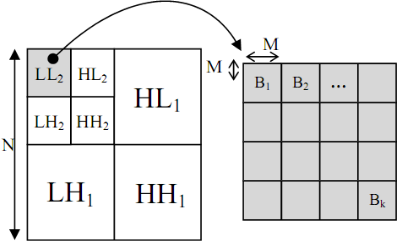 M
LL₂ HL₂
HL₁
M
B₁ B₂ ...
LH₂ HH₂
N
LH₁ HH₁
Bₖ